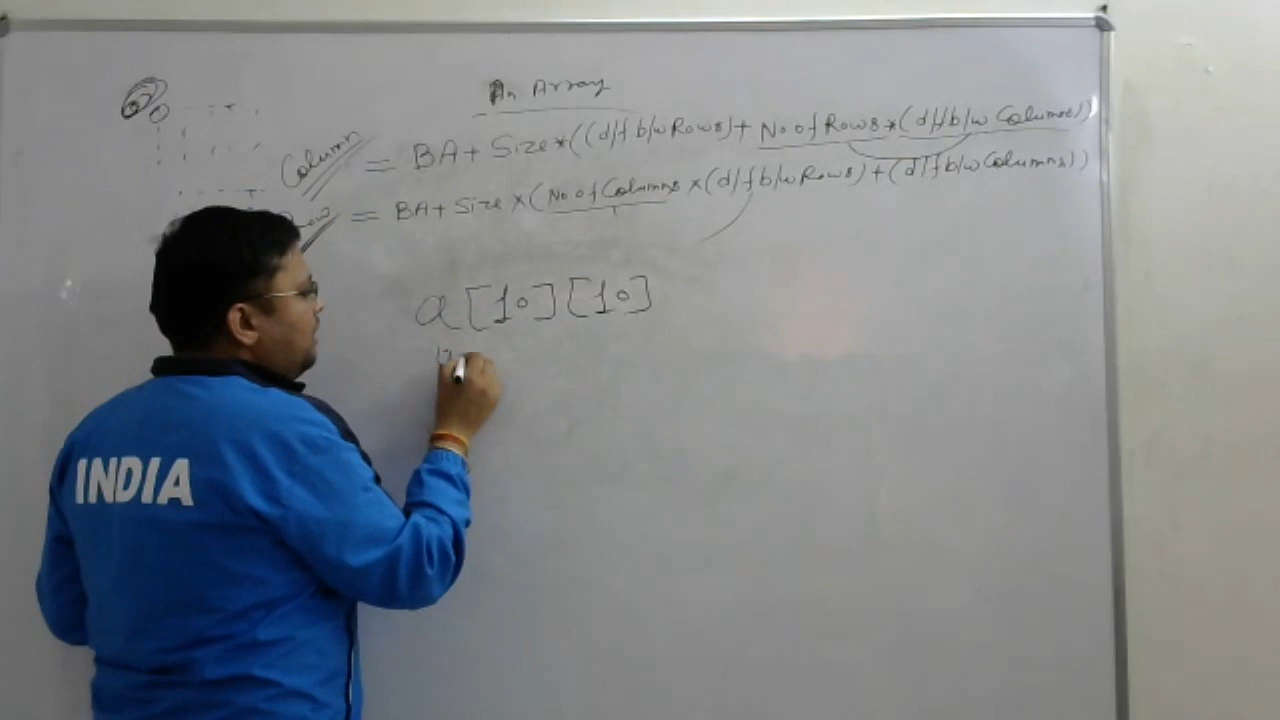 An Array
Column = BA + Size * ((diff b/w Rows) + No of Rows * (diff b/w Columns))
Row = BA + Size × (No of Columns × (diff b/w Rows) + (diff b/w Columns))
a [10] [10]
INDIA